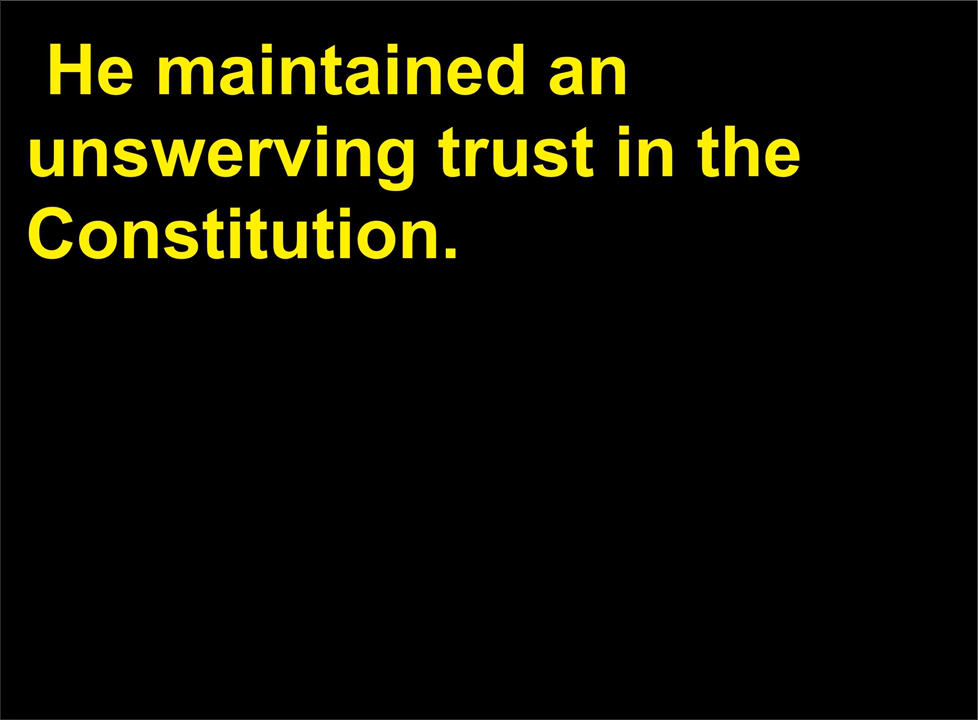 He maintained an
unswerving trust in the
Constitution.